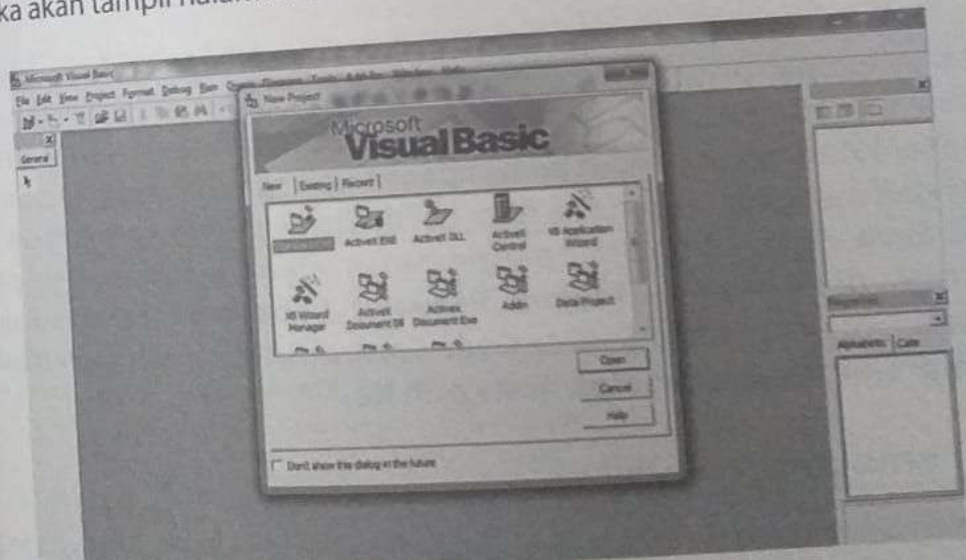 akan tampil
Microsoft Visual Basic
File Edit View Project Format Debug Run
General
New Project
Microsoft
Visual Basic
New Existing Recent
ActiveX EXE ActiveX DLL ActiveX Control VB Application Wizard
VB Wizard Manager ActiveX Document Dll Activex Document Exe Addin Data Project
Open
Cancel
Help
Don't show this dialog in the future
Alphabetic